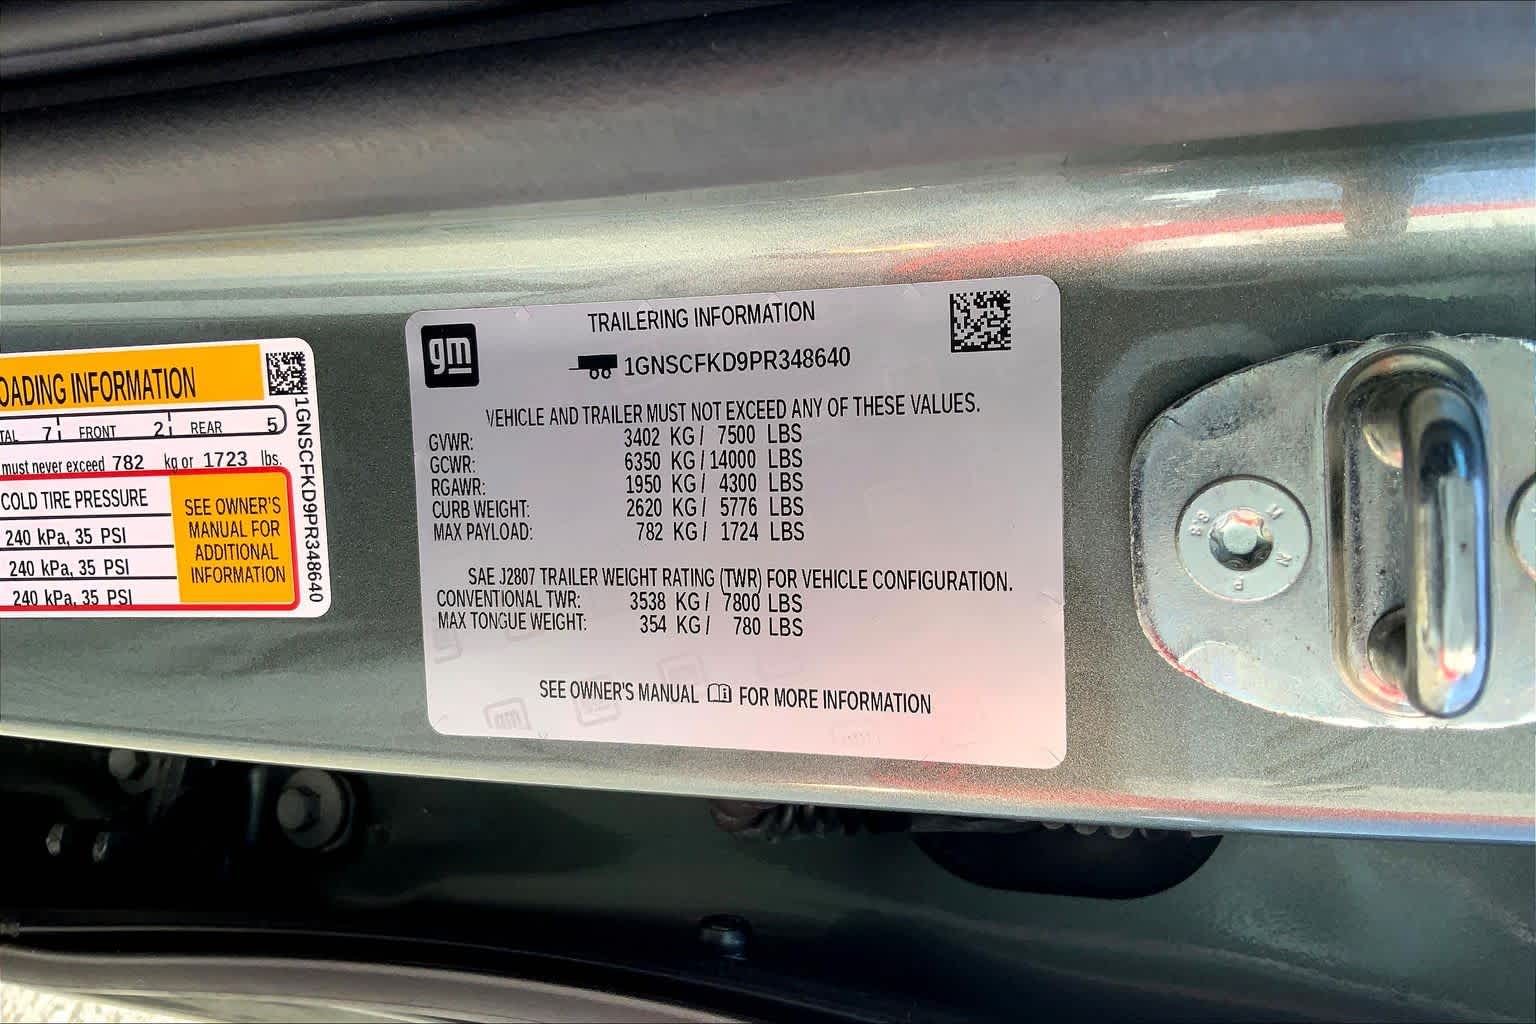 OADING INFORMATION
TAL 7 FRONT 2 REAR 5
must never exceed 782 kg or 1723 lbs.
COLD TIRE PRESSURE
240 kPa, 35 PSI
240 kPa, 35 PSI
240 kPa, 35 PSI
SEE OWNER'S
MANUAL FOR
ADDITIONAL
INFORMATION
1GNSCFKD9PR348640
gm
TRAILERING INFORMATION
1GNSCFKD9PR348640
VEHICLE AND TRAILER MUST NOT EXCEED ANY OF THESE VALUES.
GVWR: 3402 KG/ 7500 LBS
GCWR: 6350 KG/14000 LBS
RGAWR: 1950 KG/ 4300 LBS
CURB WEIGHT: 2620 KG/ 5776 LBS
MAX PAYLOAD: 782 KG/ 1724 LBS
SAE J2807 TRAILER WEIGHT RATING (TWR) FOR VEHICLE CONFIGURATION.
CONVENTIONAL TWR: 3538 KG/ 7800 LBS
MAX TONGUE WEIGHT: 354 KG/ 780 LBS
SEE OWNER'S MANUAL FOR MORE INFORMATION